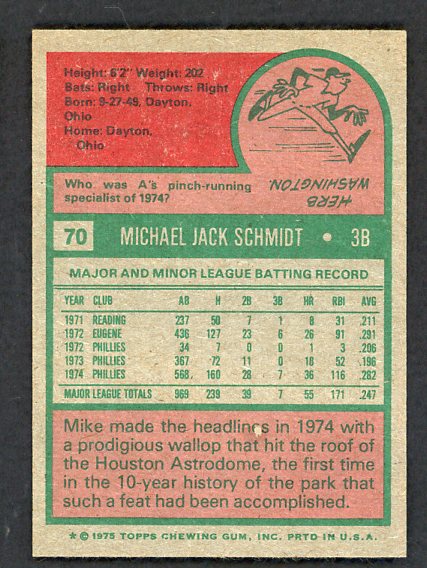 Height: 6'2" Weight: 202
Bats: Right Throws: Right
Born: 9-27-49, Dayton,
Ohio
Home: Dayton,
Ohio
Who was A's pinch-running
specialist of 1974?
HERB
WASHINGTON
70 MICHAEL JACK SCHMIDT • 3B
MAJOR AND MINOR LEAGUE BATTING RECORD
YEAR CLUB AB H 2B 3B HR RBI AVG
1971 READING 237 50 7 1 8 31 .211
1972 EUGENE 436 127 23 6 26 91 .291
1972 PHILLIES 34 7 0 0 1 3 .206
1973 PHILLIES 367 72 11 0 18 52 .196
1974 PHILLIES 568 160 28 7 36 116 .282
MAJOR LEAGUE TOTALS 969 239 39 7 55 171 .247
Mike made the headlines in 1974 with
a prodigious wallop that hit the roof of
the Houston Astrodome, the first time
in the 10-year history of the park that
such a feat had been accomplished.
* © 1975 TOPPS CHEWING GUM, INC. PRTD IN U.S.A.